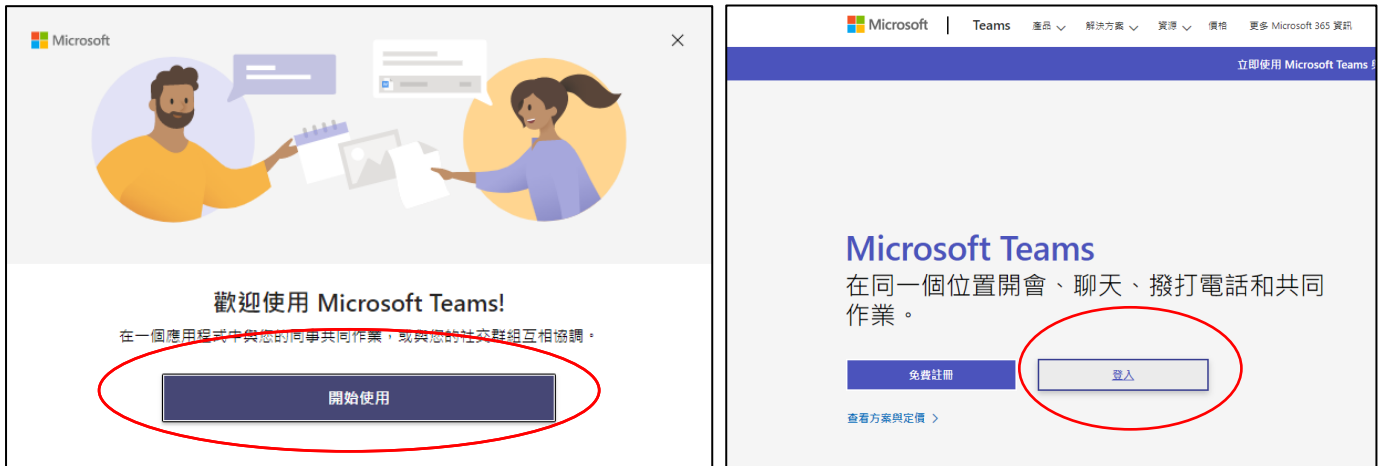 Microsoft
歡迎使用 Microsoft Teams!
在一個應用程式中與您的同事共同作業，或與您的社交群組互相協調。
開始使用
Microsoft Teams 產品 解決方案 資源 價格 更多 Microsoft 365 資訊
立即使用 Microsoft Teams
Microsoft Teams
在同一個位置開會、聊天、撥打電話和共同
作業。
免費註冊 登入
查看方案與定價